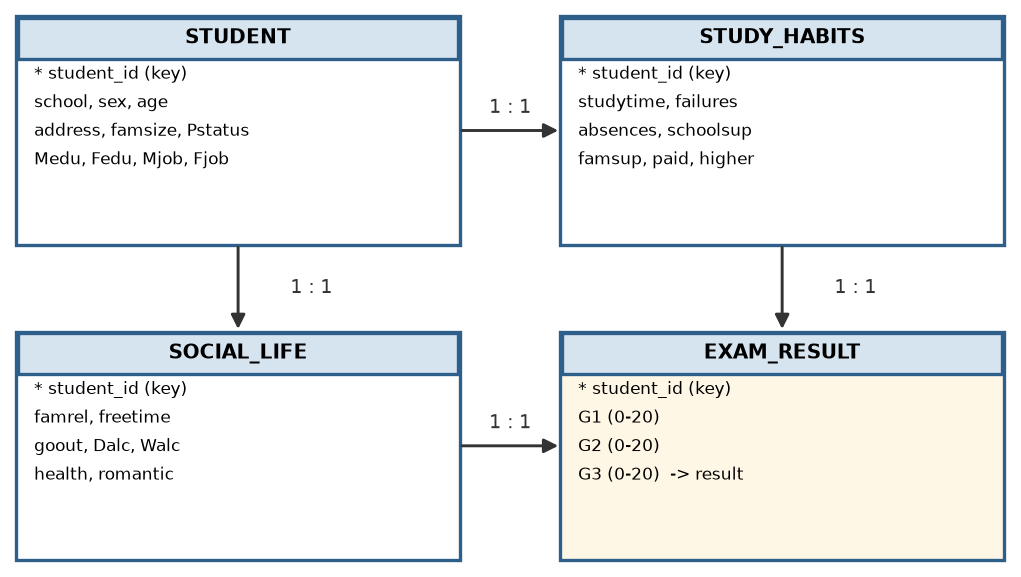 STUDENT
* student_id (key)
school, sex, age
address, famsize, Pstatus
Medu, Fedu, Mjob, Fjob
1 : 1
STUDY_HABITS
* student_id (key)
studytime, failures
absences, schoolsup
famsup, paid, higher
1 : 1
1 : 1
SOCIAL_LIFE
* student_id (key)
famrel, freetime
goout, Dalc, Walc
health, romantic
1 : 1
EXAM_RESULT
* student_id (key)
G1 (0-20)
G2 (0-20)
G3 (0-20)  -> result